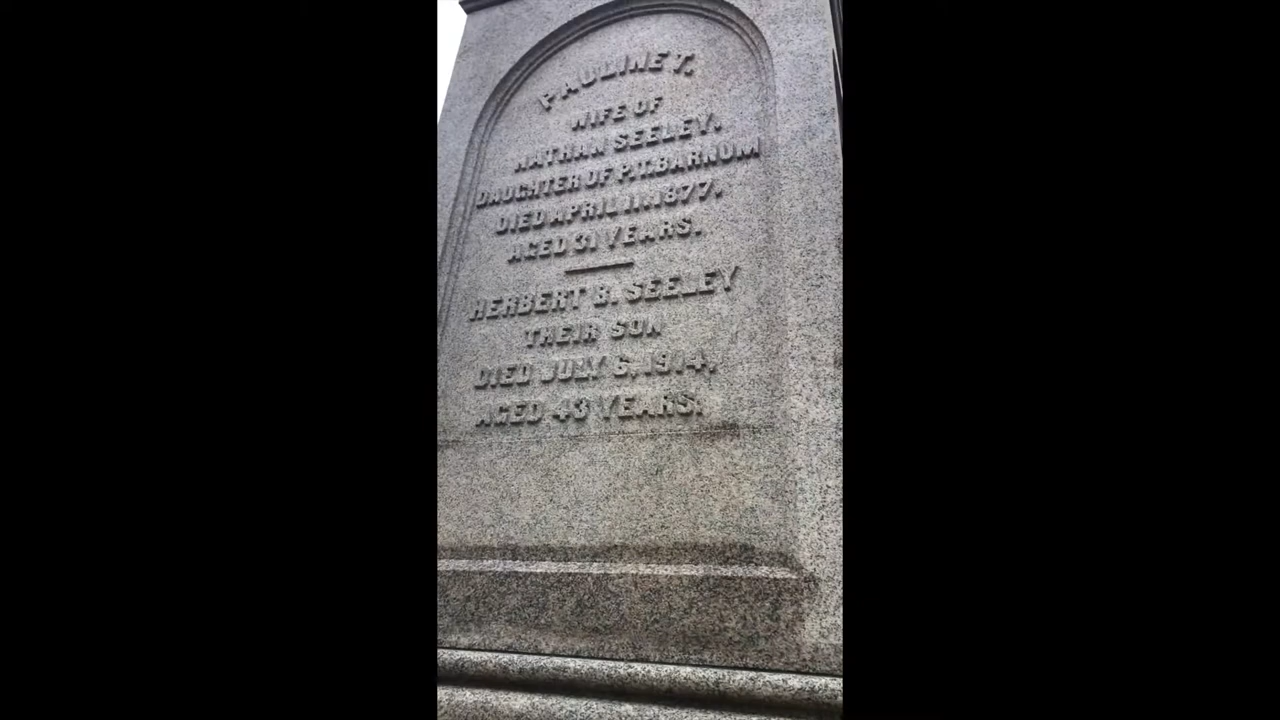 PAULINE T.
WIFE OF
NATHAN SEELEY.
DAUGHTER OF P.T. BARNUM
DIED APRIL 11. 1877.
AGED 31 YEARS.
HERBERT B. SEELEY
THEIR SON
DIED JULY 6, 1914.
AGED 43 YEARS.